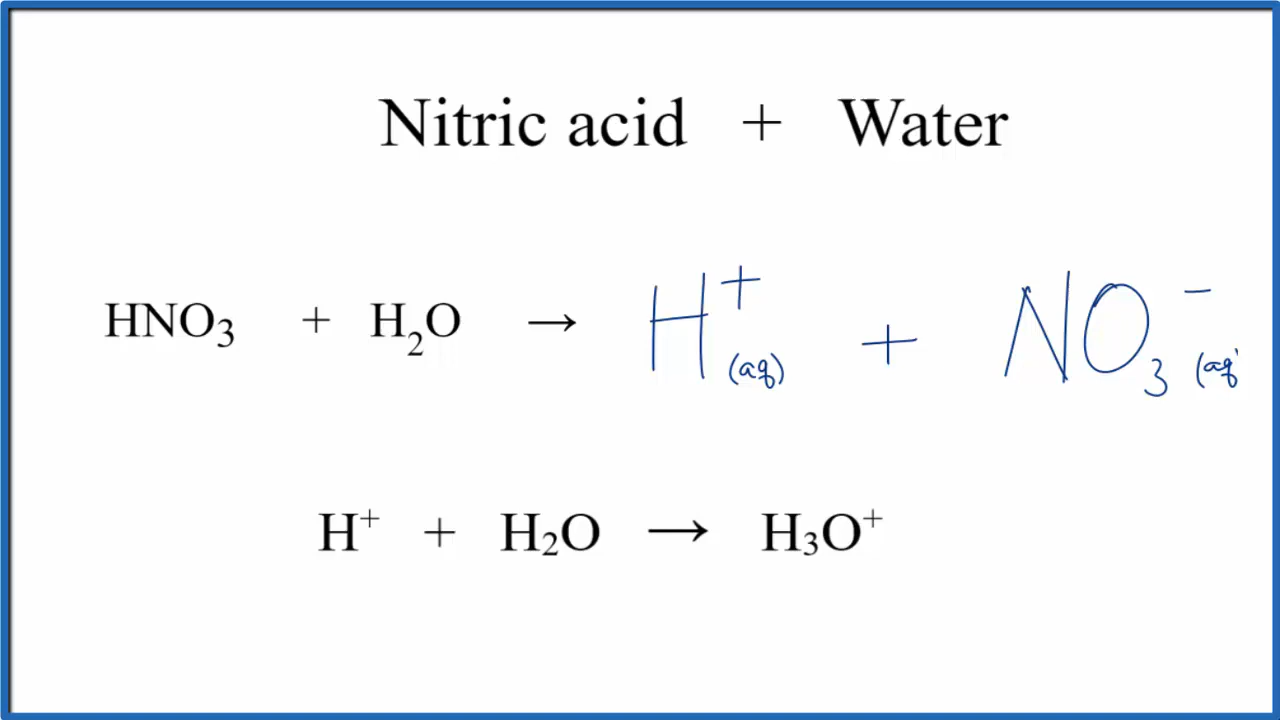 Nitric acid + Water
HNO₃ + H₂O → H⁺(aq) + NO₃⁻(aq
H⁺ + H₂O → H₃O⁺